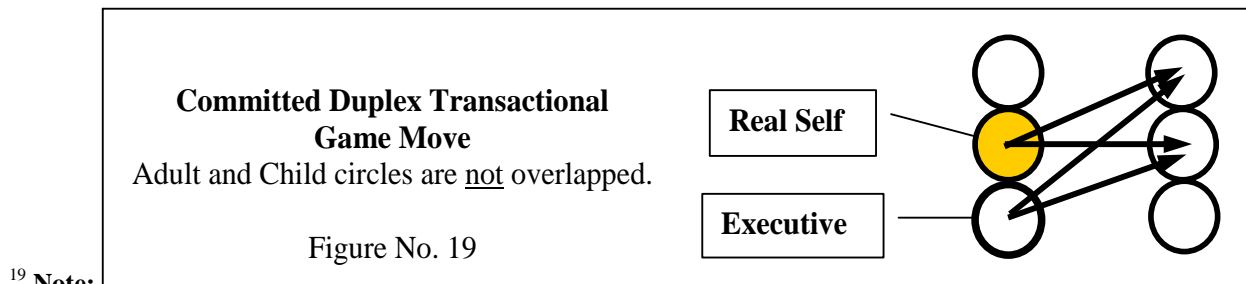 Committed Duplex Transactional
Game Move
Adult and Child circles are not overlapped.
Figure No. 19
Real Self
Executive
19 Note: